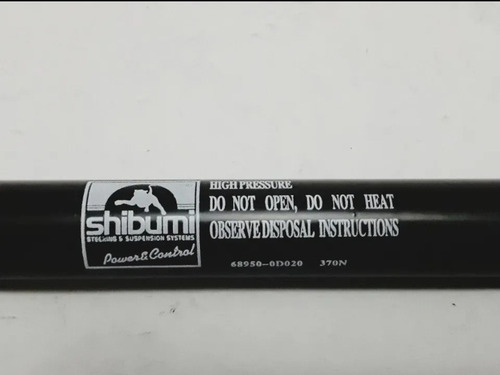 shibumi
STEERING & SUSPENSION SYSTEMS
Power & Control
HIGH PRESSURE
DO NOT OPEN, DO NOT HEAT
OBSERVE DISPOSAL INSTRUCTIONS
68950-0D020 370N